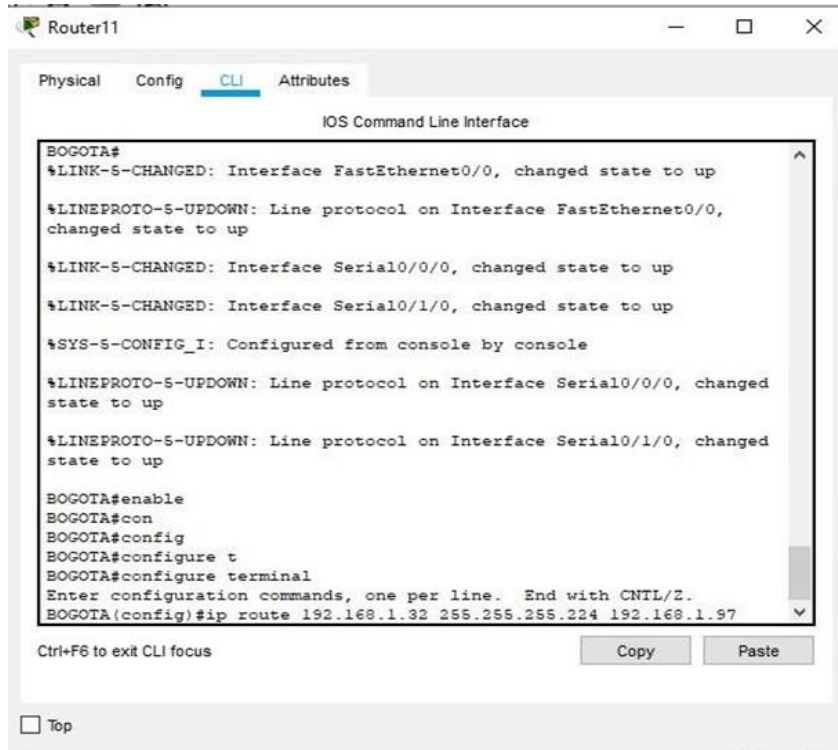 Router11
Physical Config CLI Attributes
IOS Command Line Interface
BOGOTA#
%LINK-5-CHANGED: Interface FastEthernet0/0, changed state to up
%LINEPROTO-5-UPDOWN: Line protocol on Interface FastEthernet0/0,
changed state to up
%LINK-5-CHANGED: Interface Serial0/0/0, changed state to up
%LINK-5-CHANGED: Interface Serial0/1/0, changed state to up
%SYS-5-CONFIG_I: Configured from console by console
%LINEPROTO-5-UPDOWN: Line protocol on Interface Serial0/0/0, changed
state to up
%LINEPROTO-5-UPDOWN: Line protocol on Interface Serial0/1/0, changed
state to up
BOGOTA#enable
BOGOTA#con
BOGOTA#config
BOGOTA#configure t
BOGOTA#configure terminal
Enter configuration commands, one per line. End with CNTL/Z.
BOGOTA(config)#ip route 192.168.1.32 255.255.255.224 192.168.1.97
Ctrl+F6 to exit CLI focus
Copy Paste
Top